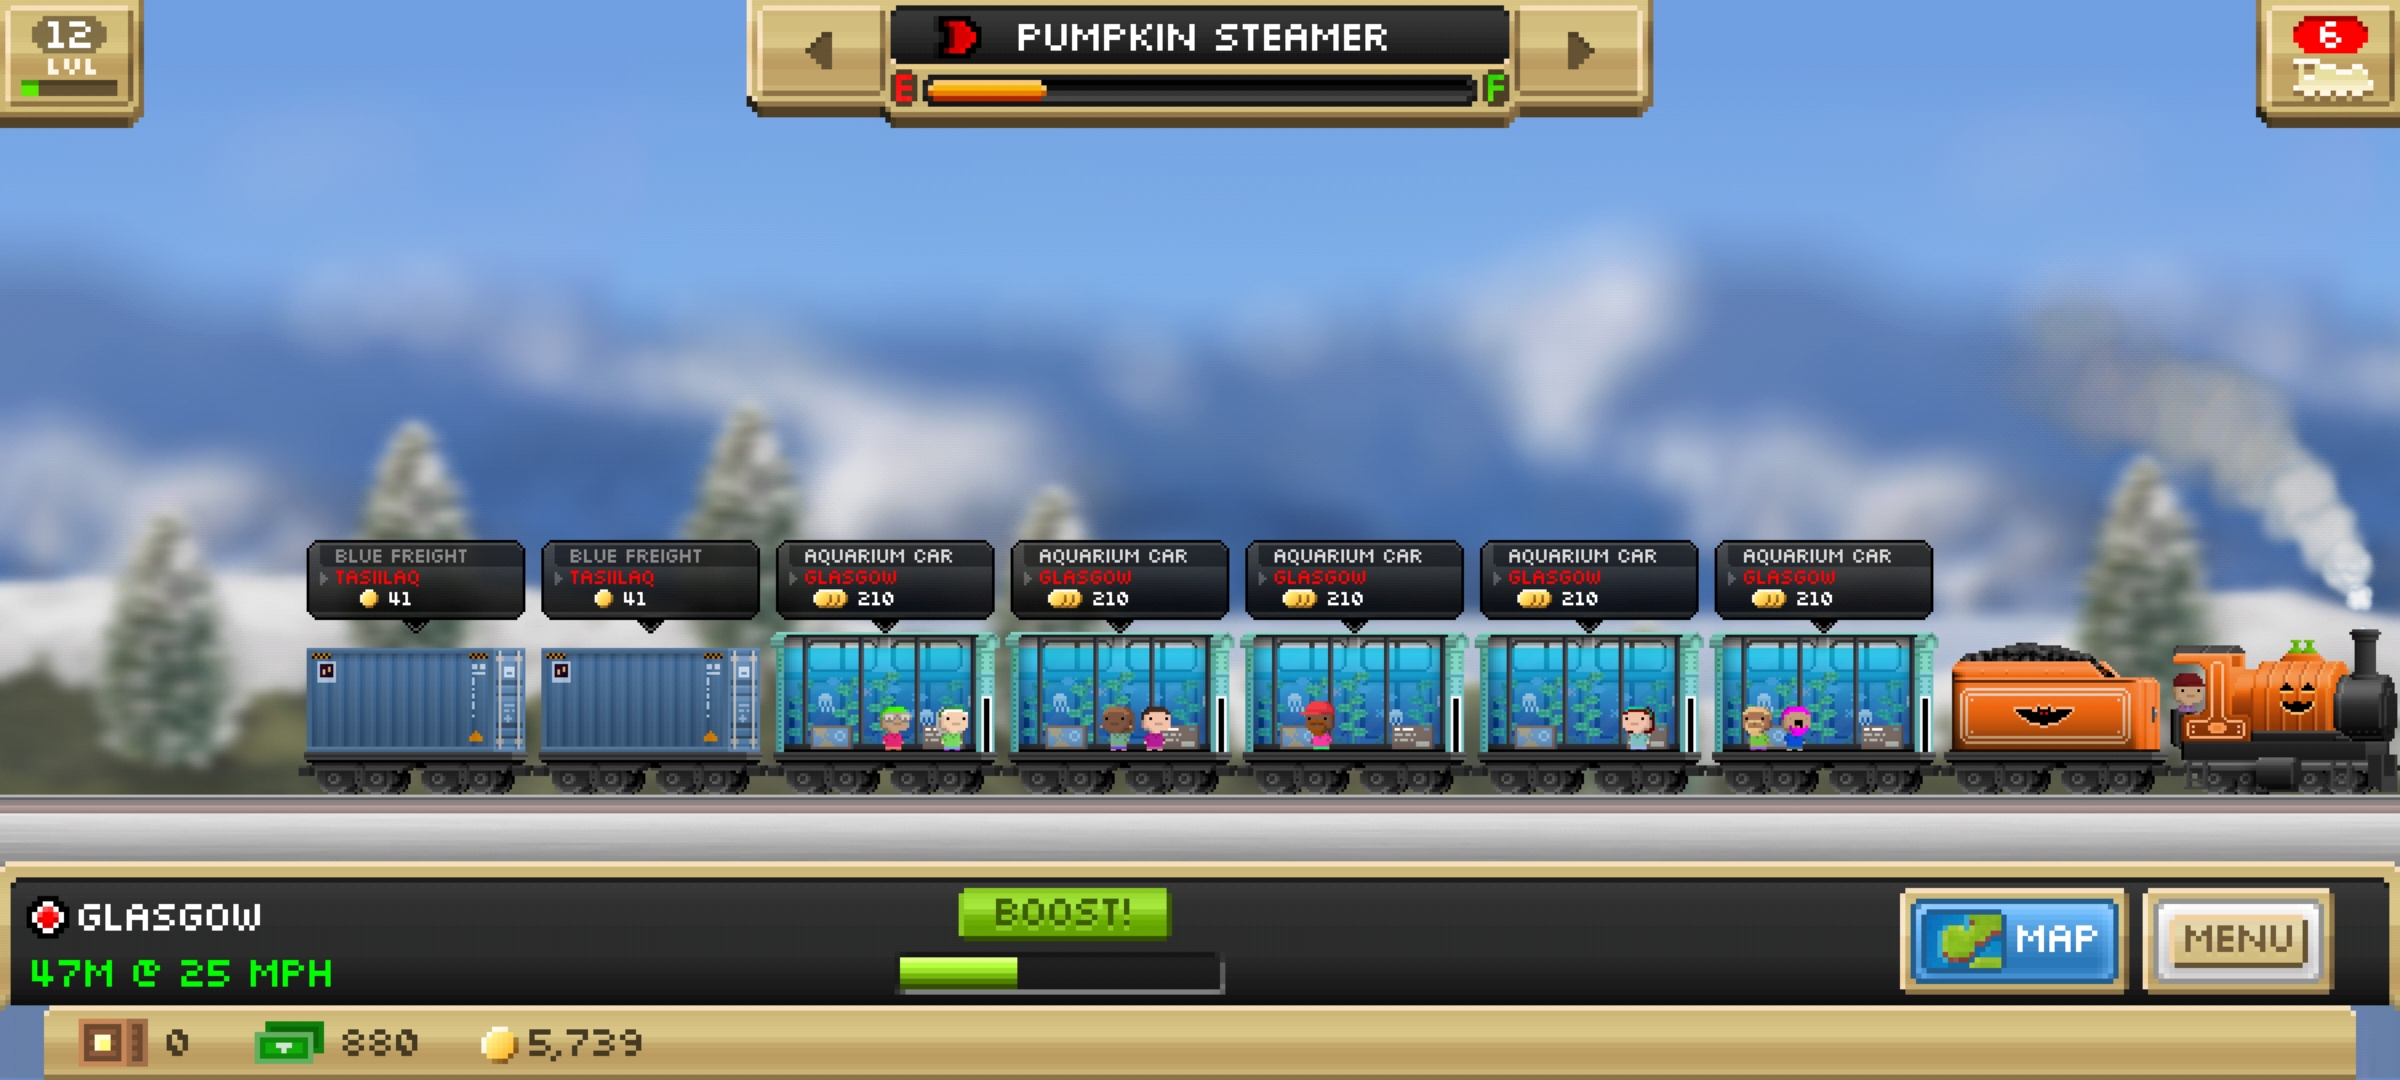 12
LVL
PUMPKIN STEAMER
E
F
6
BLUE FREIGHT
TASIILAQ
41
BLUE FREIGHT
TASIILAQ
41
AQUARIUM CAR
GLASGOW
210
AQUARIUM CAR
GLASGOW
210
AQUARIUM CAR
GLASGOW
210
AQUARIUM CAR
GLASGOW
210
AQUARIUM CAR
GLASGOW
210
GLASGOW
47M @ 25 MPH
BOOST!
MAP
MENU
0
880
5,739